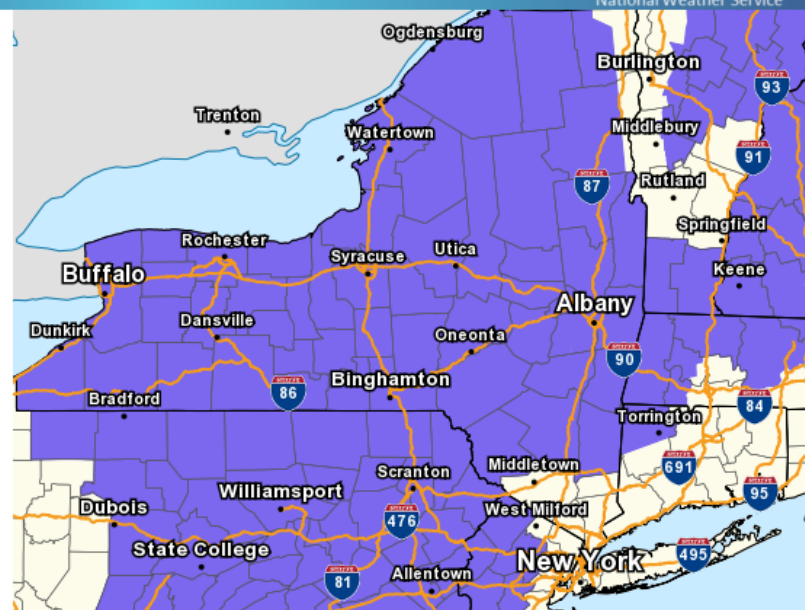 National Weather Service
Ogdensburg
Burlington
93
Trenton
Watertown
Middlebury
91
87
Rutland
Rochester
Springfield
Syracuse
Utica
Buffalo
Keene
Albany
Dunkirk
Dansville
Oneonta
90
Binghamton
86
Bradford
84
Torrington
Scranton
Middletown
691
Williamsport
95
Dubois
476
West Milford
State College
New York
495
81
Allentown